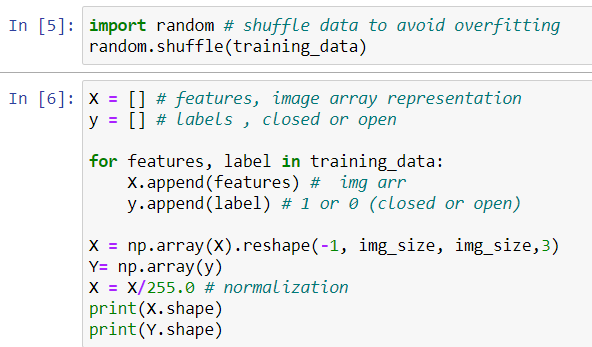 In [5]: import random # shuffle data to avoid overfitting
random.shuffle(training_data)
In [6]: X = [] # features, image array representation
y = [] # labels , closed or open
for features, label in training_data:
X.append(features) #  img arr
y.append(label) # 1 or 0 (closed or open)
X = np.array(X).reshape(-1, img_size, img_size,3)
Y= np.array(y)
X = X/255.0 # normalization
print(X.shape)
print(Y.shape)